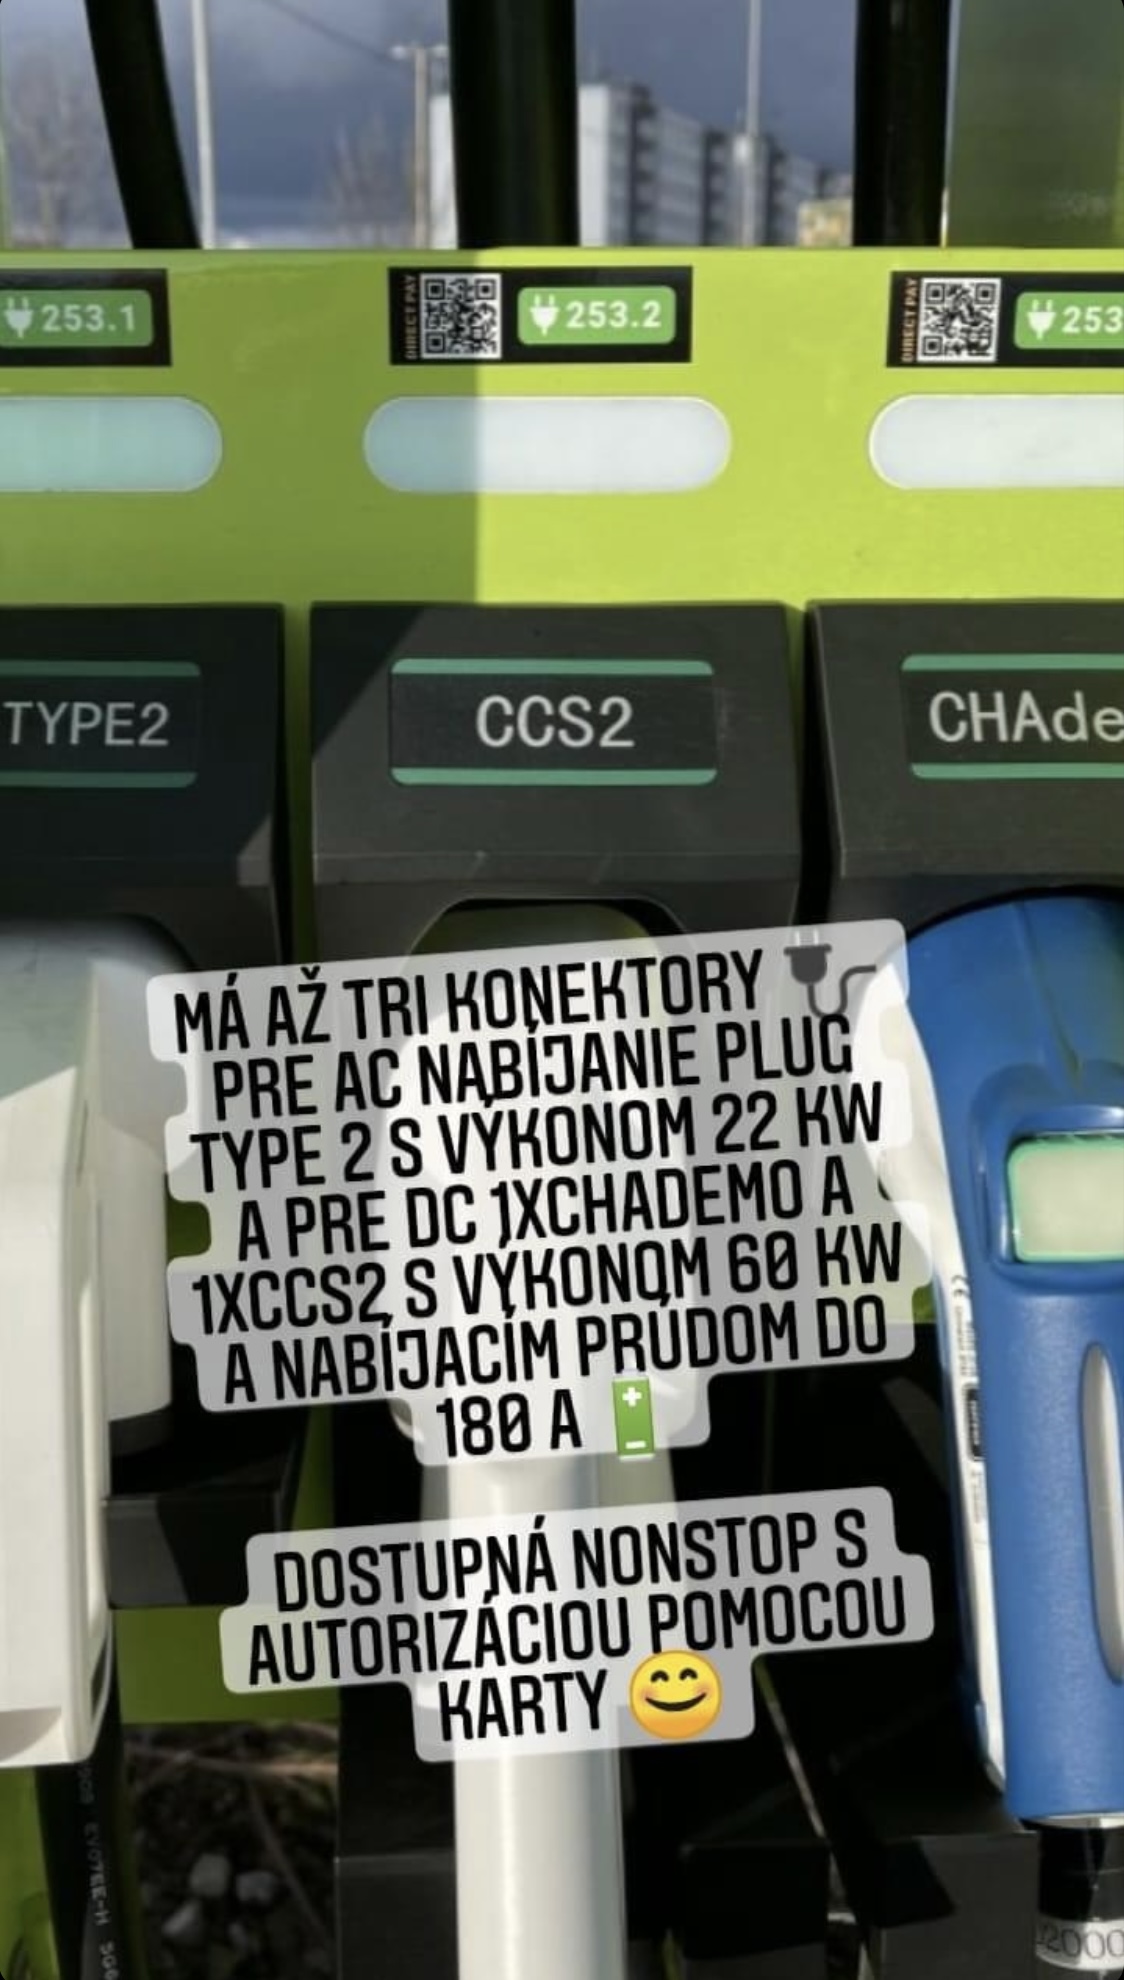 253.1
DIRECT PAY
253.2
DIRECT PAY
253
TYPE2
CCS2
CHAde
MÁ AŽ TRI KONEKTORY 🔌
PRE AC NABÍJANIE PLUG
TYPE 2 S VÝKONOM 22 KW
A PRE DC 1XCHADEMO A
1XCCS2 S VÝKONOM 60 KW
A NABÍJACÍM PRÚDOM DO
180 A 🔋
DOSTUPNÁ NONSTOP S
AUTORIZÁCIOU POMOCOU
KARTY 😊